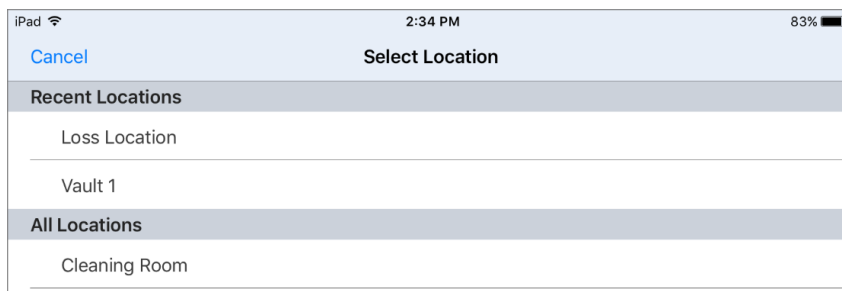 iPad 2:34 PM 83%
Cancel Select Location
Recent Locations
Loss Location
Vault 1
All Locations
Cleaning Room